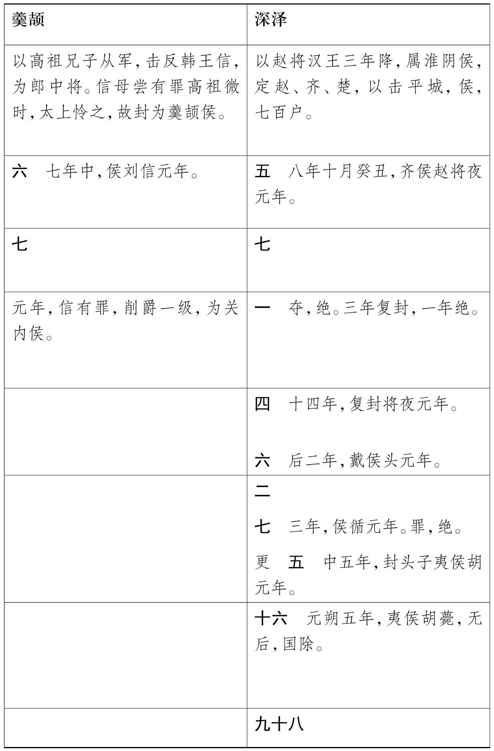 羹颉
深泽
以高祖兄子从军，击反韩王信，
为郎中将。信母尝有罪高祖微
时，太上怜之，故封为羹颉侯。
以赵将汉王三年降，属淮阴侯，
定赵、齐、楚，以击平城，侯，
七百户。
六 七年中，侯刘信元年。
五 八年十月癸丑，齐侯赵将夜
元年。
七
七
元年，信有罪，削爵一级，为关
内侯。
一 夺，绝。三年复封，一年绝。
四 十四年，复封将夜元年。
六 后二年，戴侯头元年。
二
七 三年，侯循元年。罪，绝。
更 五 中五年，封头子夷侯胡
元年。
十六 元朔五年，夷侯胡薨，无
后，国除。
九十八